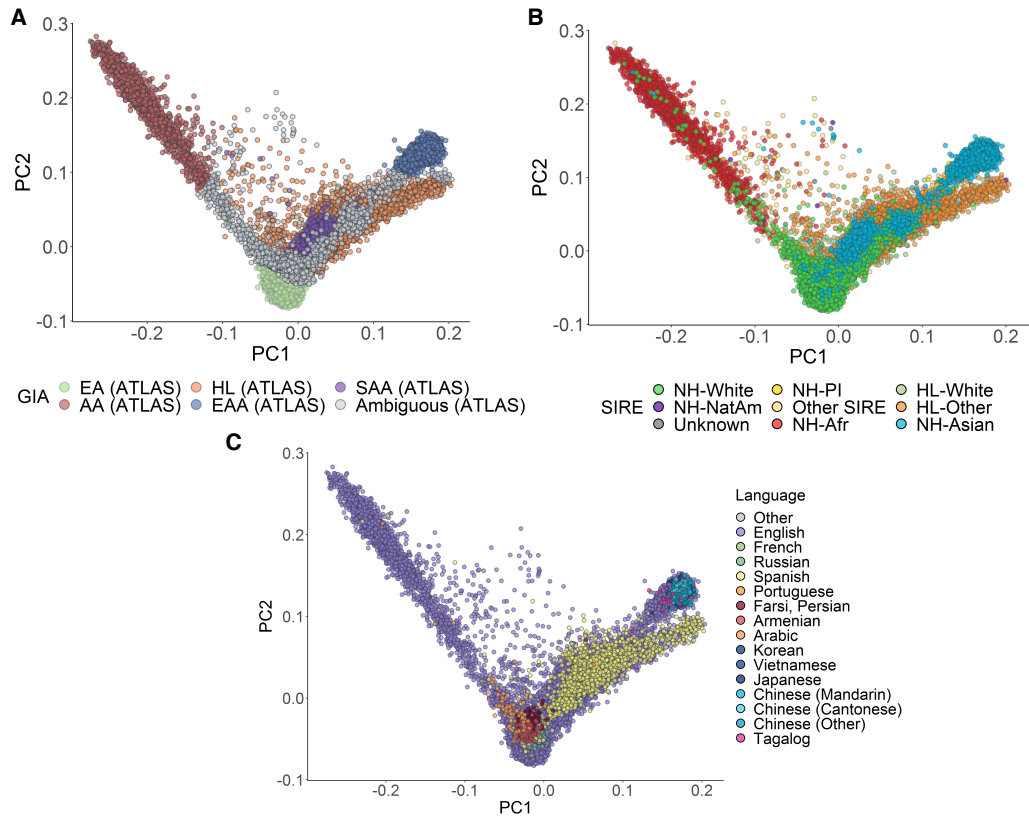 A
0.3
0.2
0.1
0.0
-0.1
PC2
-0.2
-0.1
0.0
0.1
0.2
PC1
GIA
EA (ATLAS)
HL (ATLAS)
SAA (ATLAS)
AA (ATLAS)
EAA (ATLAS)
Ambiguous (ATLAS)
B
0.3
0.2
0.1
0.0
-0.1
PC2
-0.2
-0.1
0.0
0.1
0.2
PC1
SIRE
NH-White
NH-PI
HL-White
NH-NatAm
Other SIRE
HL-Other
Unknown
NH-Afr
NH-Asian
C
0.3
0.2
0.1
0.0
-0.1
PC2
-0.2
-0.1
0.0
0.1
0.2
PC1
Language
Other
English
French
Russian
Spanish
Portuguese
Farsi, Persian
Armenian
Arabic
Korean
Vietnamese
Japanese
Chinese (Mandarin)
Chinese (Cantonese)
Chinese (Other)
Tagalog